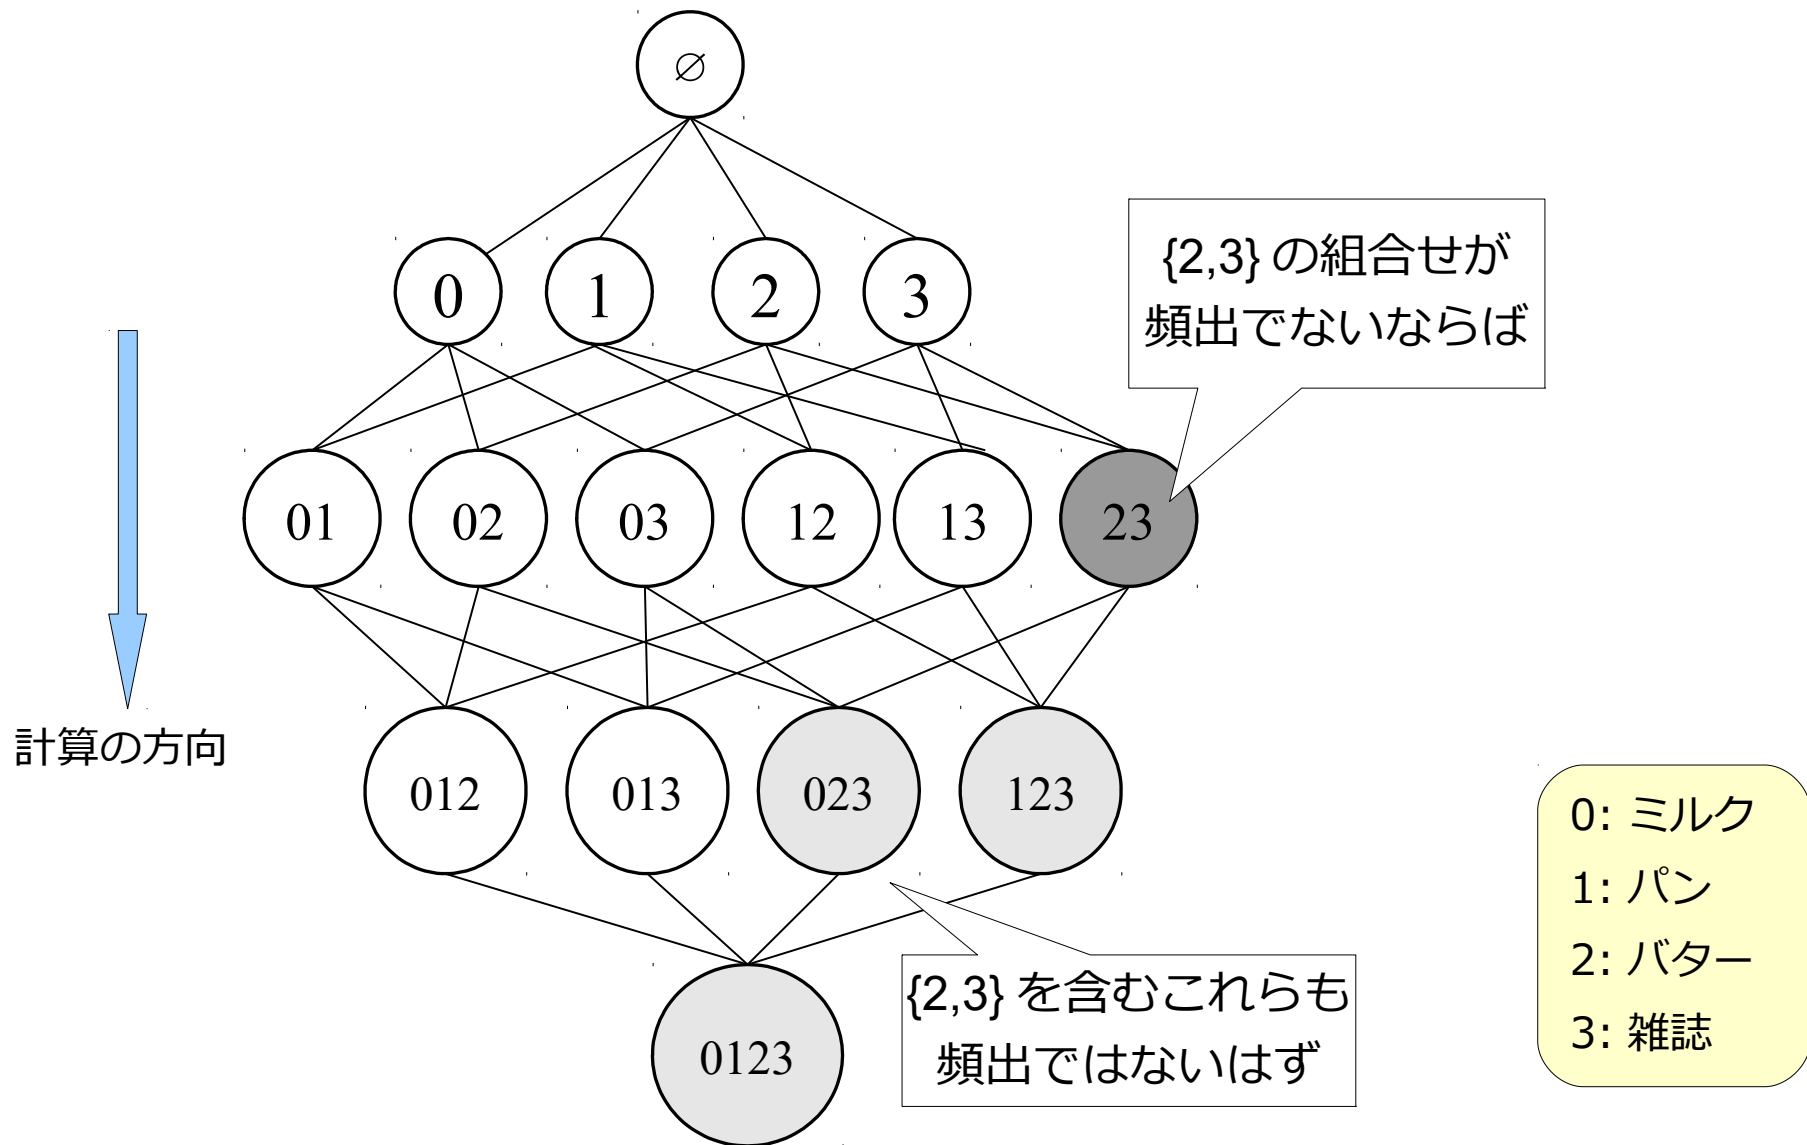 ∅
0 1 2 3
{2,3} の組合せが
頻出でないならば
01 02 03 12 13 23
計算の方向
012 013 023 123
{2,3} を含むこれらも
頻出ではないはず
0123
0: ミルク
1: パン
2: バター
3: 雑誌